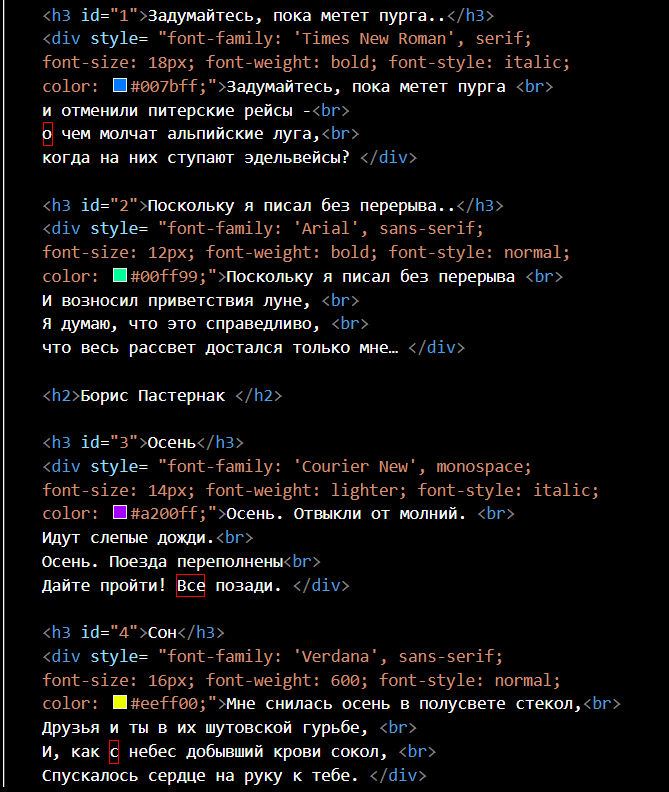 <h3 id="1">Задумайтесь, пока метет пурга..</h3>
<div style= "font-family: 'Times New Roman', serif;
font-size: 18px; font-weight: bold; font-style: italic;
color: #007bff;">Задумайтесь, пока метет пурга <br>
и отменили питерские рейсы -<br>
о чем молчат альпийские луга,<br>
когда на них ступают эдельвейсы? </div>
<h3 id="2">Поскольку я писал без перерыва..</h3>
<div style= "font-family: 'Arial', sans-serif;
font-size: 12px; font-weight: bold; font-style: normal;
color: #00ff99;">Поскольку я писал без перерыва <br>
И возносил приветствия луне, <br>
Я думаю, что это справедливо, <br>
что весь рассвет достался только мне… </div>
<h2>Борис Пастернак </h2>
<h3 id="3">Осень</h3>
<div style= "font-family: 'Courier New', monospace;
font-size: 14px; font-weight: lighter; font-style: italic;
color: #a200ff;">Осень. Отвыкли от молний. <br>
Идут слепые дожди.<br>
Осень. Поезда переполнены<br>
Дайте пройти! Все позади. </div>
<h3 id="4">Сон</h3>
<div style= "font-family: 'Verdana', sans-serif;
font-size: 16px; font-weight: 600; font-style: normal;
color: #eeff00;">Мне снилась осень в полусвете стекол,<br>
Друзья и ты в их шутовской гурьбе, <br>
И, как с небес добывший крови сокол, <br>
Спускалось сердце на руку к тебе. </div>